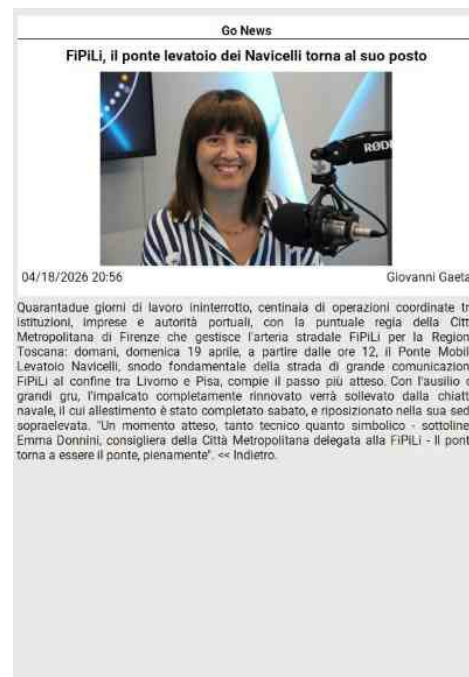 Go News
FiPiLi, il ponte levatoio dei Navicelli torna al suo posto
RODE
04/18/2026 20:56
Giovanni Gaeta
Quarantadue giorni di lavoro ininterrotto, centinaia di operazioni coordinate tr
istituzioni, imprese e autorità portuali, con la puntuale regia della Citt
Metropolitana di Firenze che gestisce l'arteria stradale FiPiLi per la Region
Toscana: domani, domenica 19 aprile, a partire dalle ore 12, il Ponte Mobil
Levatoio Navicelli, snodo fondamentale della strada di grande comunicazion
FiPiLi al confine tra Livorno e Pisa, compie il passo più atteso. Con l'ausilio d
grandi gru, l'impalcato completamente rinnovato verrà sollevato dalla chiatt
navale, il cui allestimento è stato completato sabato, e riposizionato nella sua sed
sopraelevata. "Un momento atteso, tanto tecnico quanto simbolico - sottoline
Emma Donnini, consigliera della Città Metropolitana delegata alla FiPiLi - Il pont
torna a essere il ponte, pienamente". << Indietro.